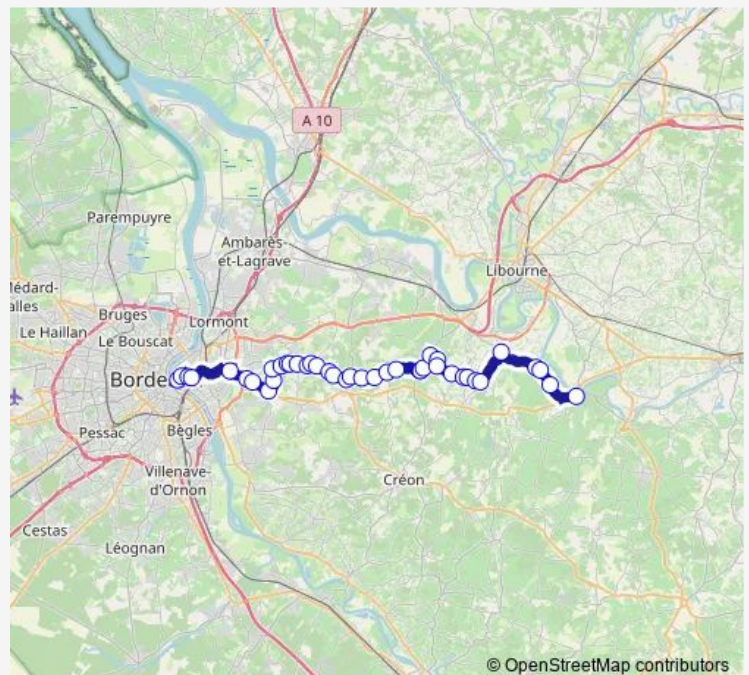 A 10
Parempuyre
Ambarès-
et-Lagrave
Libourne
Médard-
alles
Bruges
Lormont
Le Haillan
Le Bouscat
Borde
Pessac
Bègles
Villenave-
d'Ornon
Créon
Cestas
Léognan
© OpenStreetMap contributors